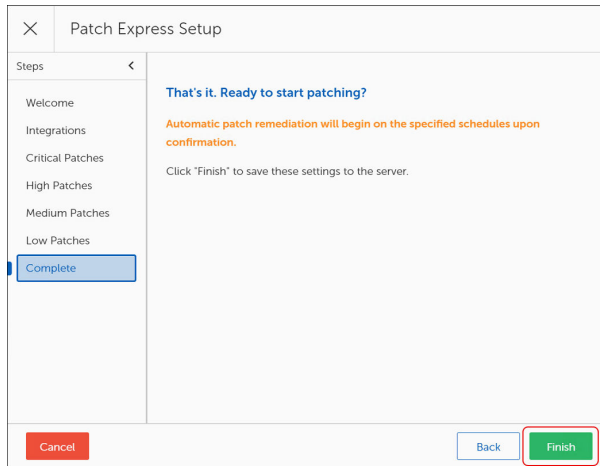 Patch Express Setup
Steps
Welcome
Integrations
Critical Patches
High Patches
Medium Patches
Low Patches
Complete
That's it. Ready to start patching?
Automatic patch remediation will begin on the specified schedules upon
confirmation.
Click "Finish" to save these settings to the server.
Cancel
Back
Finish